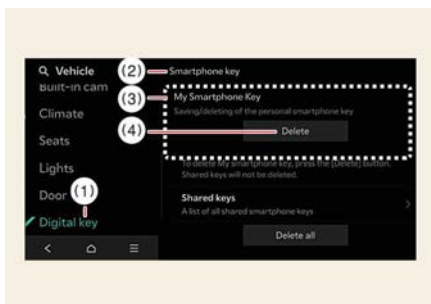 Vehicle
(2)
Smartphone key
Built-in cam
(3)
My Smartphone Key
Saving/deleting of the personal smartphone key
Climate
(4)
Delete
Seats
To delete My smartphone key, press the [Delete] button.
Shared keys will not be deleted.
Lights
Door
(1)
Shared keys
A list of all shared smartphone keys
Digital key
Delete all